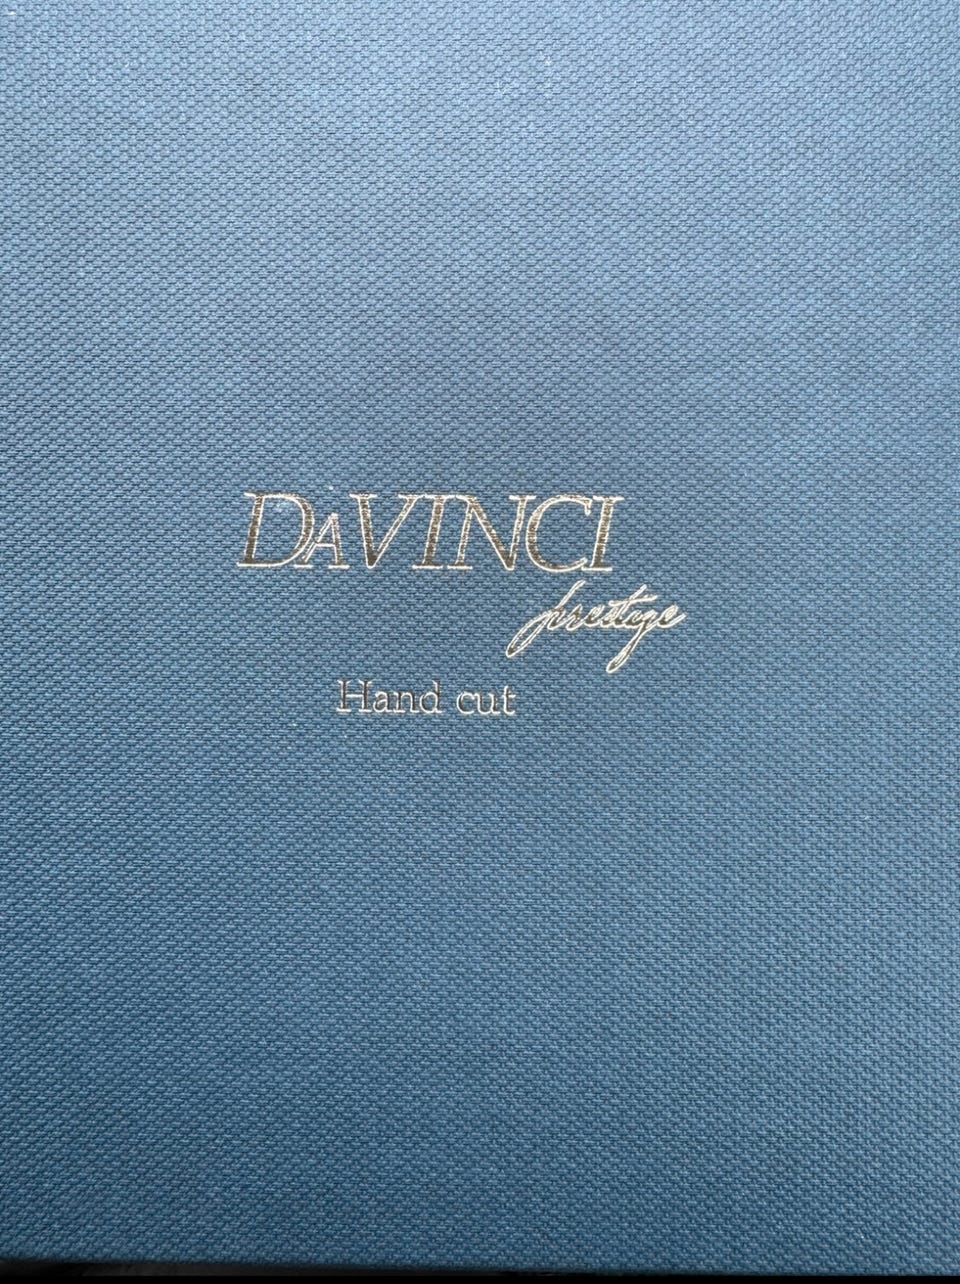 DAVINCI
prestige
Hand cut